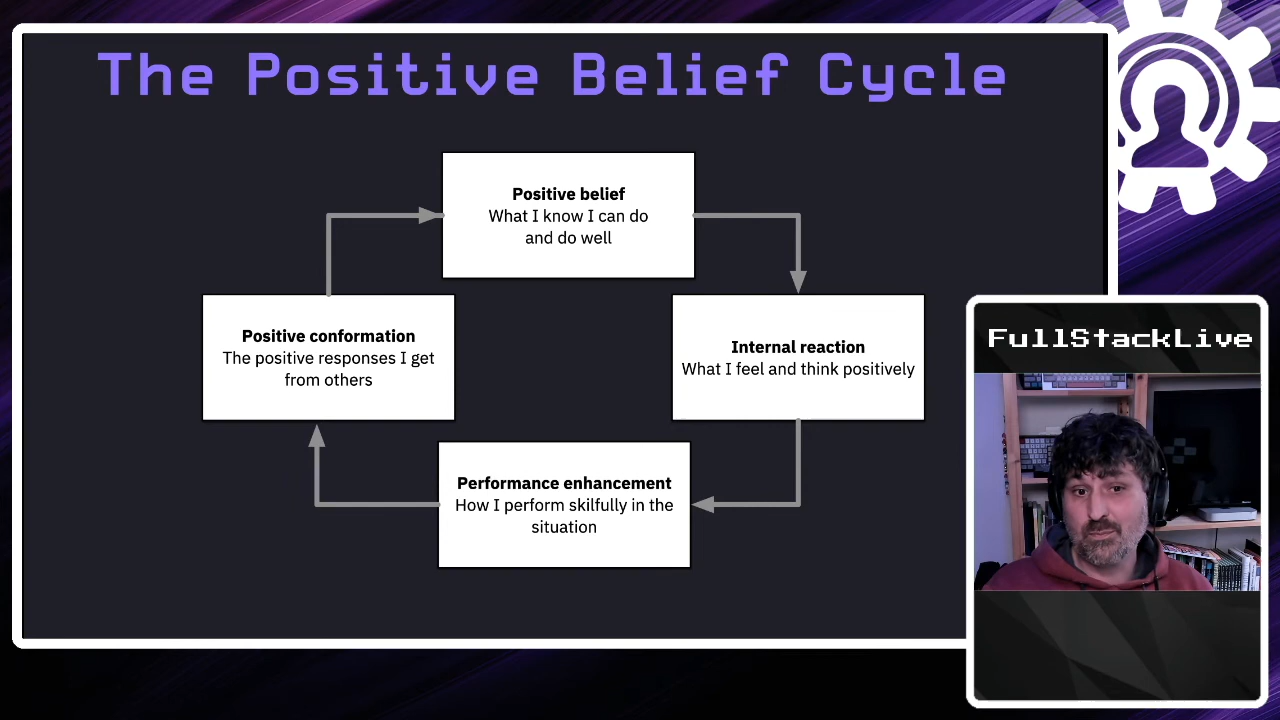 The Positive Belief Cycle
Positive belief
What I know I can do
and do well
Positive conformation
The positive responses I get
from others
Internal reaction
What I feel and think positively
Performance enhancement
How I perform skilfully in the
situation
FullStackLive